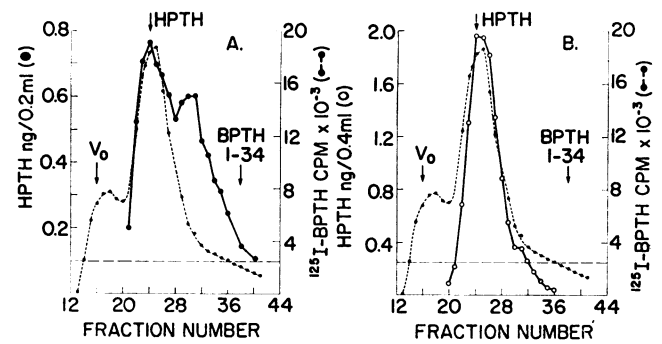 HPTH
A.
HPTH ng/0.2ml (●)
0.8
0.6
0.4
0.2
V₀
BPTH
1-34
20
16
12
8
4
¹²⁵I-BPTH CPM x 10⁻³ (●-●)
12
20
28
36
44
FRACTION NUMBER
HPTH
B.
HPTH ng/0.4ml (○)
2.0
1.6
1.2
0.8
0.4
V₀
BPTH
1-34
20
16
12
8
4
¹²⁵I-BPTH CPM x 10⁻³ (●-●)
12
20
28
36
44
FRACTION NUMBER